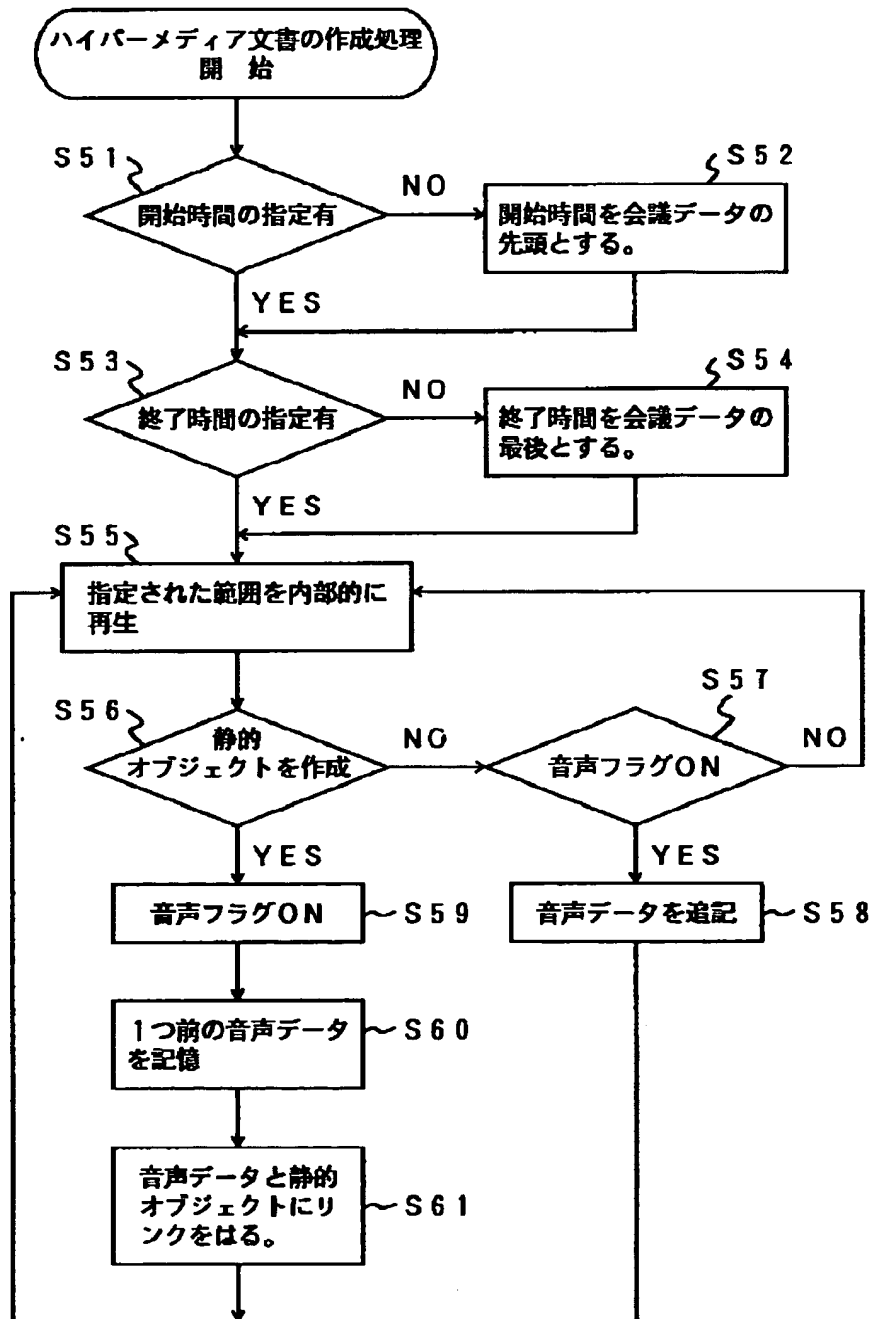 ハイパーメディア文書の作成処理
開 始
S51
開始時間の指定有
NO
S52
開始時間を会議データの
先頭とする。
YES
S53
終了時間の指定有
NO
S54
終了時間を会議データの
最後とする。
YES
S55
指定された範囲を内部的に
再生
S56
静的
オブジェクトを作成
NO
S57
音声フラグON
NO
YES
YES
音声フラグON
S59
音声データを追記
S58
1つ前の音声データ
を記憶
S60
音声データと静的
オブジェクトにリ
ンクをはる。
S61